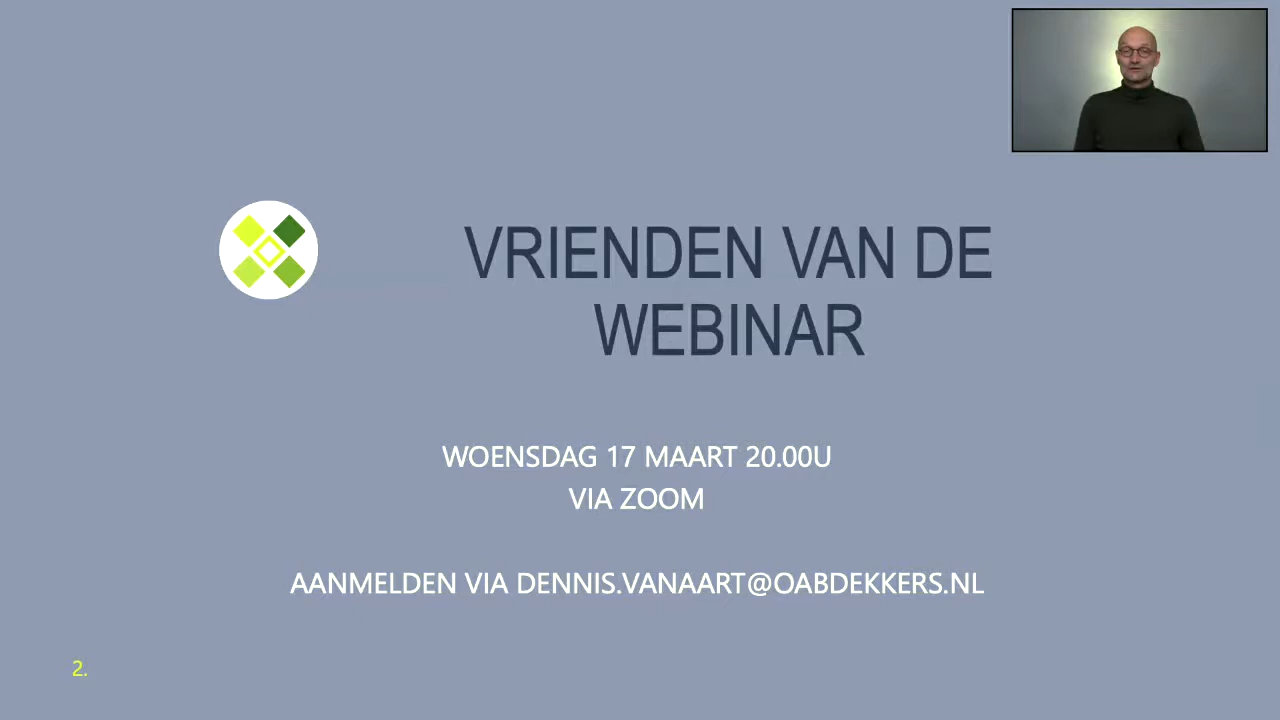 VRIENDEN VAN DE
WEBINAR
WOENSDAG 17 MAART 20.00U
VIA ZOOM
AANMELDEN VIA DENNIS.VANAART@OABDEKKERS.NL
2.